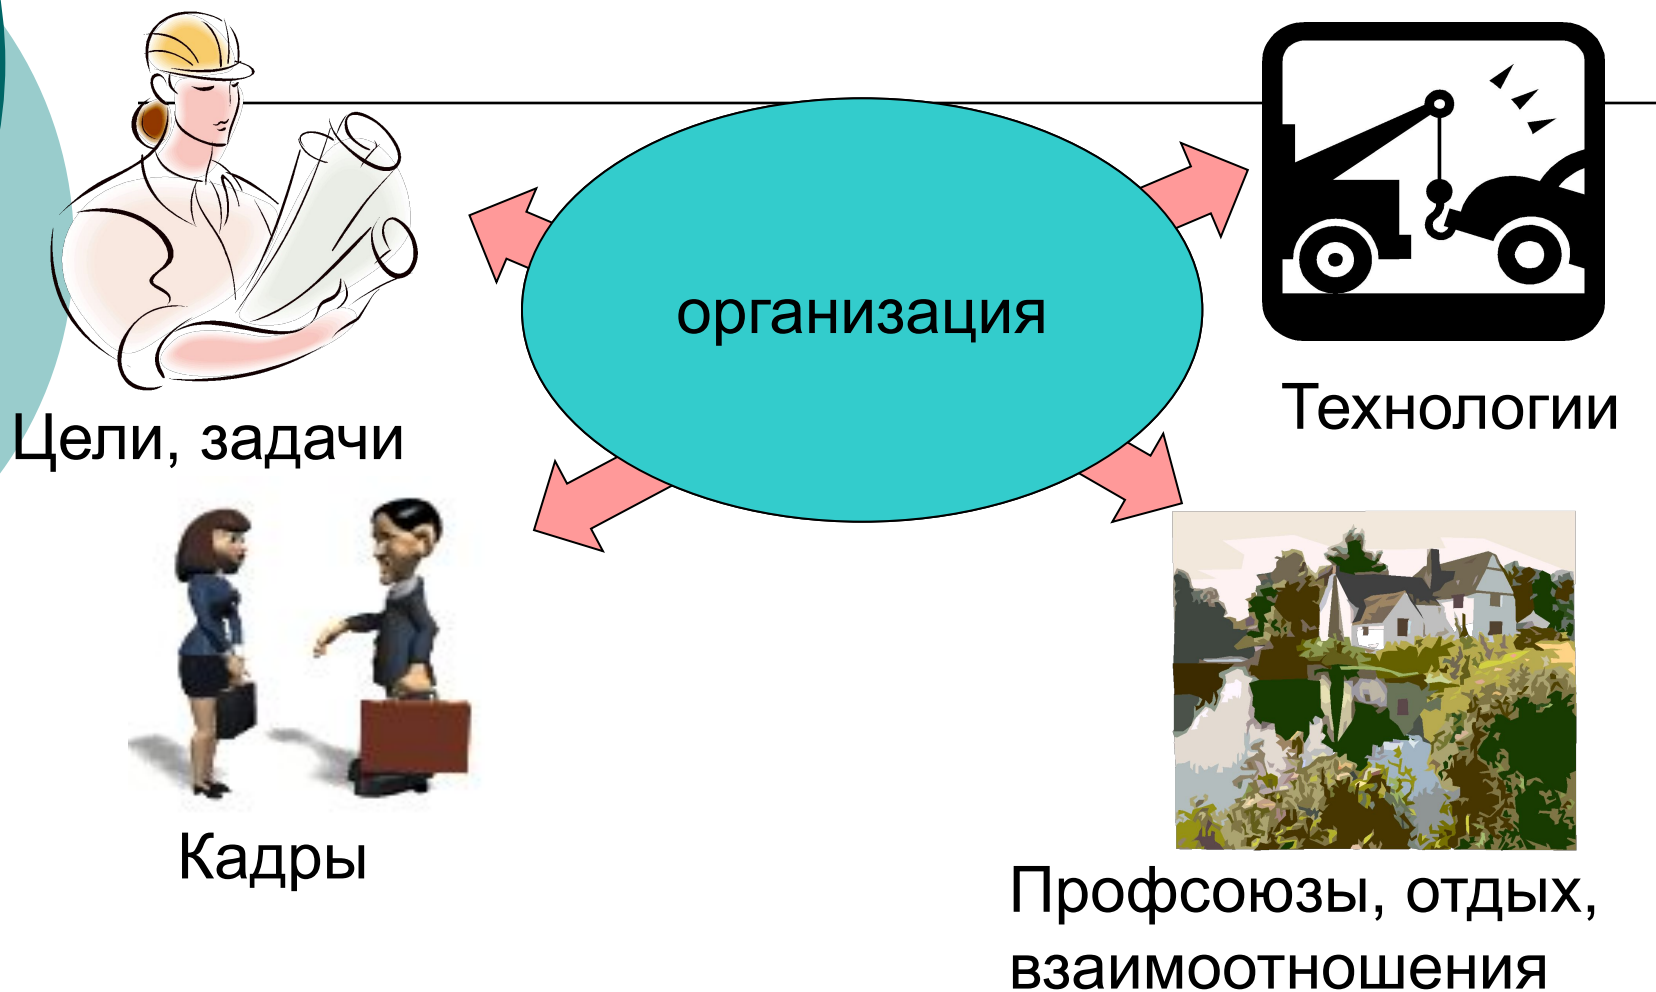 организация
Технологии
Цели, задачи
Кадры
Профсоюзы, отдых,
взаимоотношения